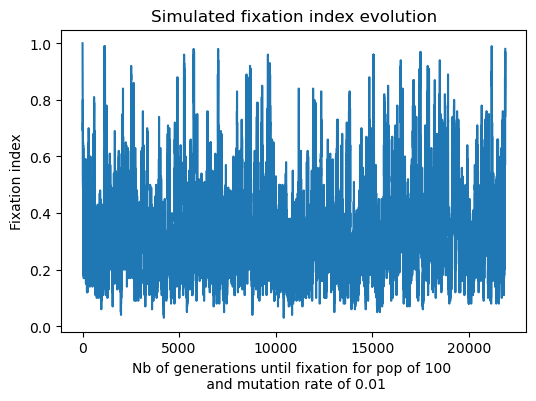 Simulated fixation index evolution
Fixation index
1.0
0.8
0.6
0.4
0.2
0.0
0 5000 10000 15000 20000
Nb of generations until fixation for pop of 100
and mutation rate of 0.01